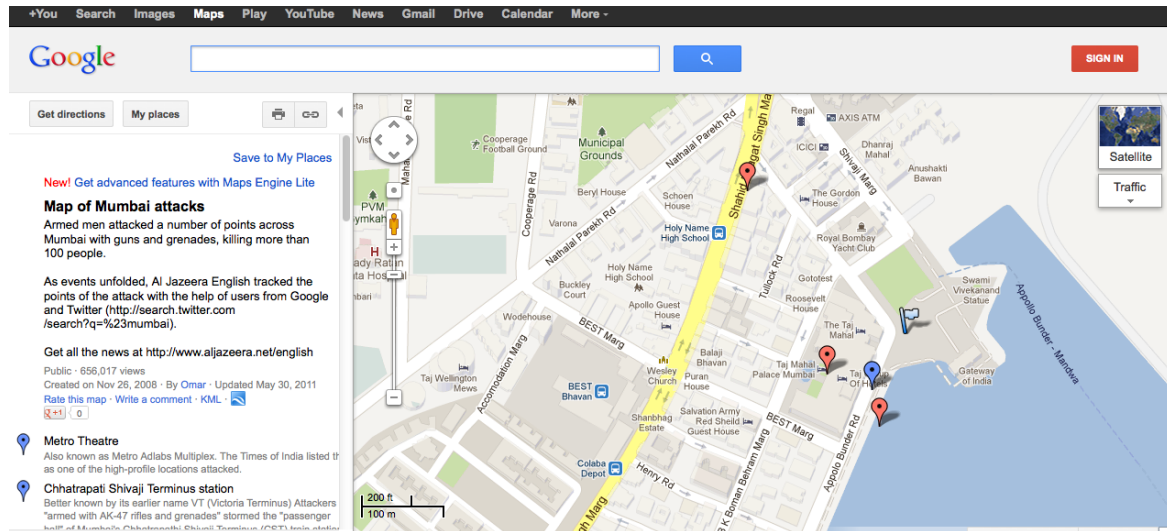 +You Search Images Maps Play YouTube News Gmail Drive Calendar More
Google
SIGN IN
Get directions
My places
Save to My Places
New! Get advanced features with Maps Engine Lite
Map of Mumbai attacks
Armed men attacked a number of points across
Mumbai with guns and grenades, killing more than
100 people.
As events unfolded, Al Jazeera English tracked the
points of the attack with the help of users from Google
and Twitter (http://search.twitter.com
/search?q=%23mumbai).
Get all the news at http://www.aljazeera.net/english
Public · 656,017 views
Created on Nov 26, 2008 · By Omar · Updated May 30, 2011
Rate this map · Write a comment · KML ·
+1 0
Metro Theatre
Also known as Metro Adlabs Multiplex. The Times of India listed
as one of the high-profile locations attacked.
Chhatrapati Shivaji Terminus station
Better known by its earlier name VT (Victoria Terminus) Attackers
"armed with AK-47 rifles and grenades" stormed the "passenger
Satellite
Traffic
Cooperage
Football Ground
Municipal
Grounds
Nathalal Parekh Rd
Regal
AXIS ATM
ICICI
Dhanraj
Mahal
Shivaji Marg
Anushakti
Bawan
PVM
H
Cooperage Rd
Beryl House
Schoen
House
The Gordon
House
Varona
Nathalal Parekh Rd
Holy Name
High School
Royal Bombay
Yacht Club
Holy Name
High School
Tullock Rd
Gototest
Buckley
Court
Swami
Vivekanand
Statue
Apollo Guest
House
Roosevelt
House
Wodehouse
BEST Marg
The Taj
Mahal
Appollo Bunder - Mandwa
Accomodation Marg
Balaji
Bhavan
Wesley
Church
Puran
House
Taj Mahal
Palace Mumbai
Taj
Of Hotels
Gateway
of India
Taj Wellington
Mews
BEST
Bhavan
Salvation Army
Red Sheild
Guest House
BEST Marg
Shanbhag
Estate
Apollo Bunder Rd
Colaba
Depot
Henry Rd
B K Boman Behram Marg
200 ft
100 m